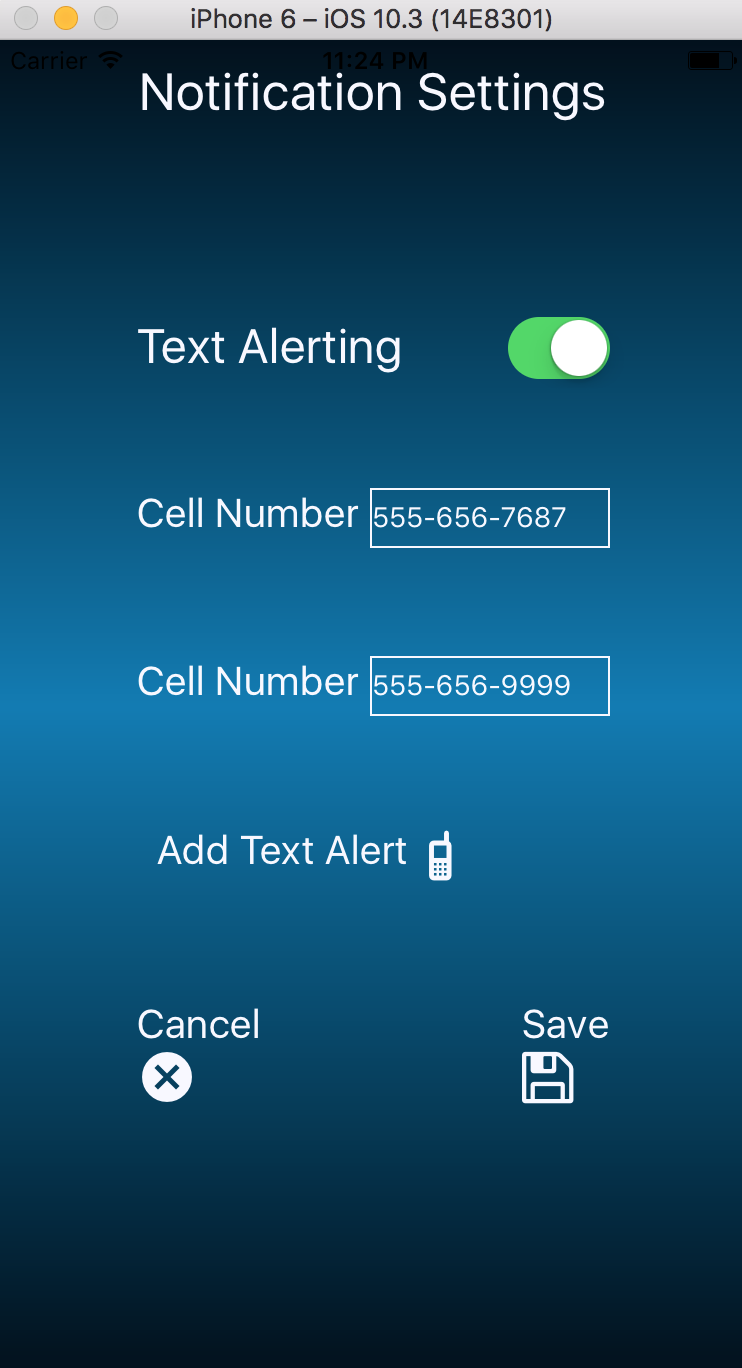 iPhone 6 – iOS 10.3 (14E8301)
Carrier 11:24 PM
Notification Settings
Text Alerting
Cell Number 555-656-7687
Cell Number 555-656-9999
Add Text Alert
Cancel Save